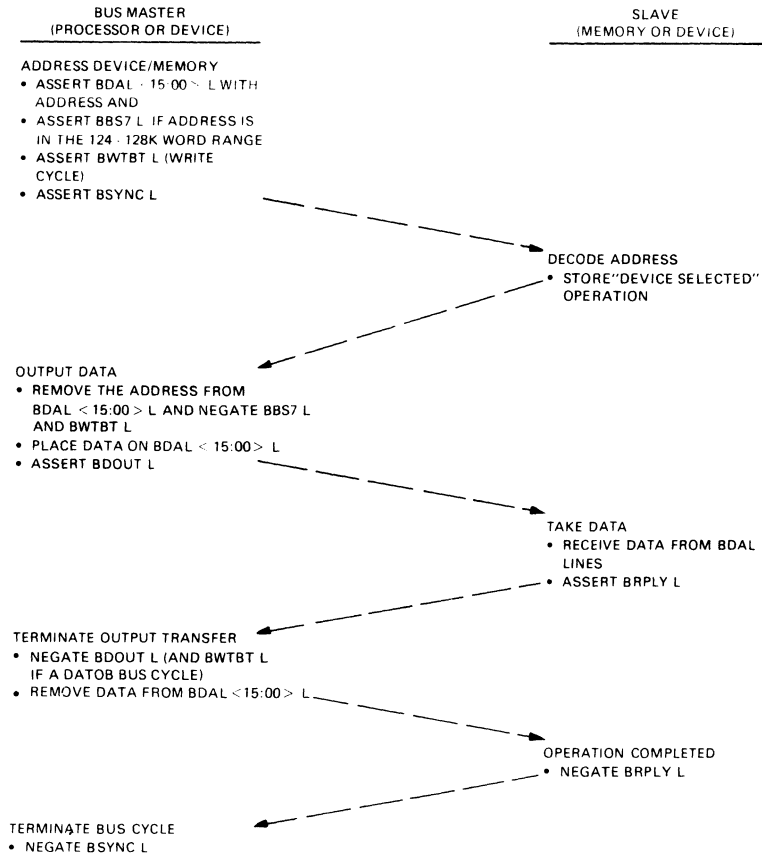 BUS MASTER
(PROCESSOR OR DEVICE)
SLAVE
(MEMORY OR DEVICE)
ADDRESS DEVICE/MEMORY
• ASSERT BDAL · 15:00 > L WITH
ADDRESS AND
• ASSERT BBS7 L IF ADDRESS IS
IN THE 124 - 128K WORD RANGE
• ASSERT BWTBT L (WRITE
CYCLE)
• ASSERT BSYNC L
DECODE ADDRESS
• STORE"DEVICE SELECTED"
OPERATION
OUTPUT DATA
• REMOVE THE ADDRESS FROM
BDAL < 15:00 > L AND NEGATE BBS7 L
AND BWTBT L
• PLACE DATA ON BDAL < 15:00 > L
• ASSERT BDOUT L
TAKE DATA
• RECEIVE DATA FROM BDAL
LINES
• ASSERT BRPLY L
TERMINATE OUTPUT TRANSFER
• NEGATE BDOUT L (AND BWTBT L
IF A DATOB BUS CYCLE)
• REMOVE DATA FROM BDAL <15:00> L
OPERATION COMPLETED
• NEGATE BRPLY L
TERMINATE BUS CYCLE
• NEGATE BSYNC L